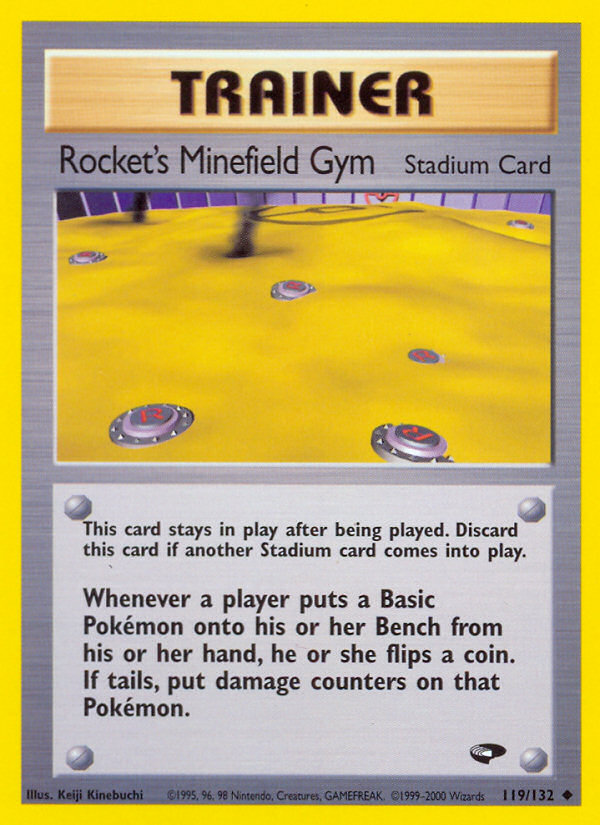 TRAINER
Rocket's Minefield Gym Stadium Card
This card stays in play after being played. Discard
this card if another Stadium card comes into play.
Whenever a player puts a Basic
Pokémon onto his or her Bench from
his or her hand, he or she flips a coin.
If tails, put damage counters on that
Pokémon.
Illus. Keiji Kinebuchi ©1995, 96, 98 Nintendo, Creatures, GAMEFREAK. ©1999-2000 Wizards 119/132